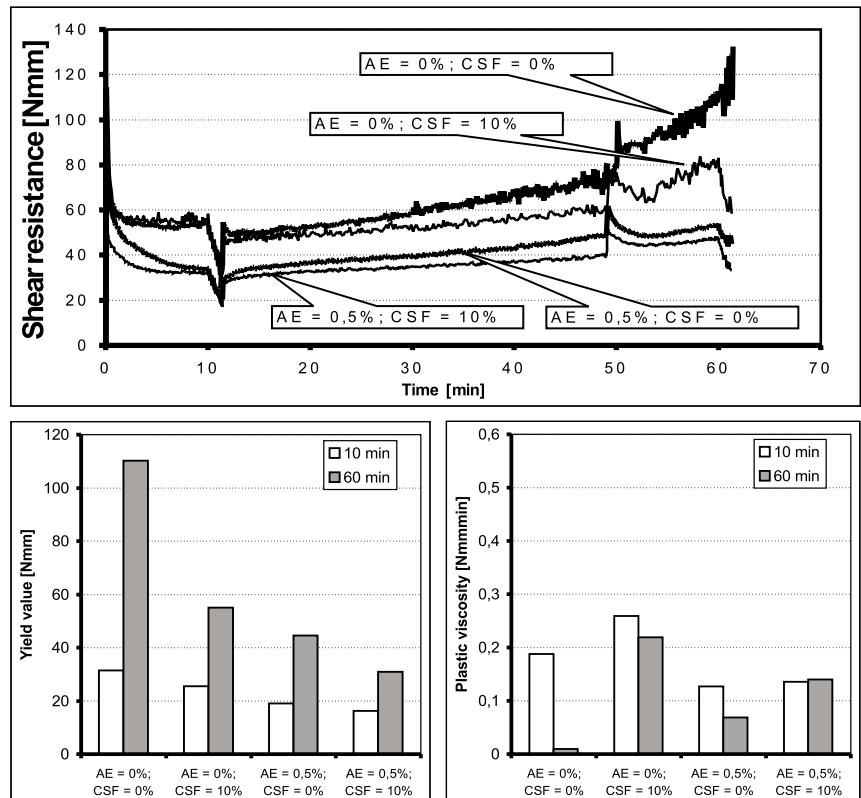 Shear resistance [Nmm]
140
120
100
80
60
40
20
0
AE = 0%; CSF = 0%
AE = 0%; CSF = 10%
AE = 0,5%; CSF = 10%
AE = 0,5%; CSF = 0%
0 10 20 30 40 50 60 70
Time [min]
Yield value [Nmm]
120
100
80
60
40
20
0
10 min
60 min
AE = 0%; AE = 0%; AE = 0,5%; AE = 0,5%;
CSF = 0% CSF = 10% CSF = 0% CSF = 10%
Plastic viscosity [Nmmmin]
0,6
0,5
0,4
0,3
0,2
0,1
0
10 min
60 min
AE = 0%; AE = 0%; AE = 0,5%; AE = 0,5%;
CSF = 0% CSF = 10% CSF = 0% CSF = 10%